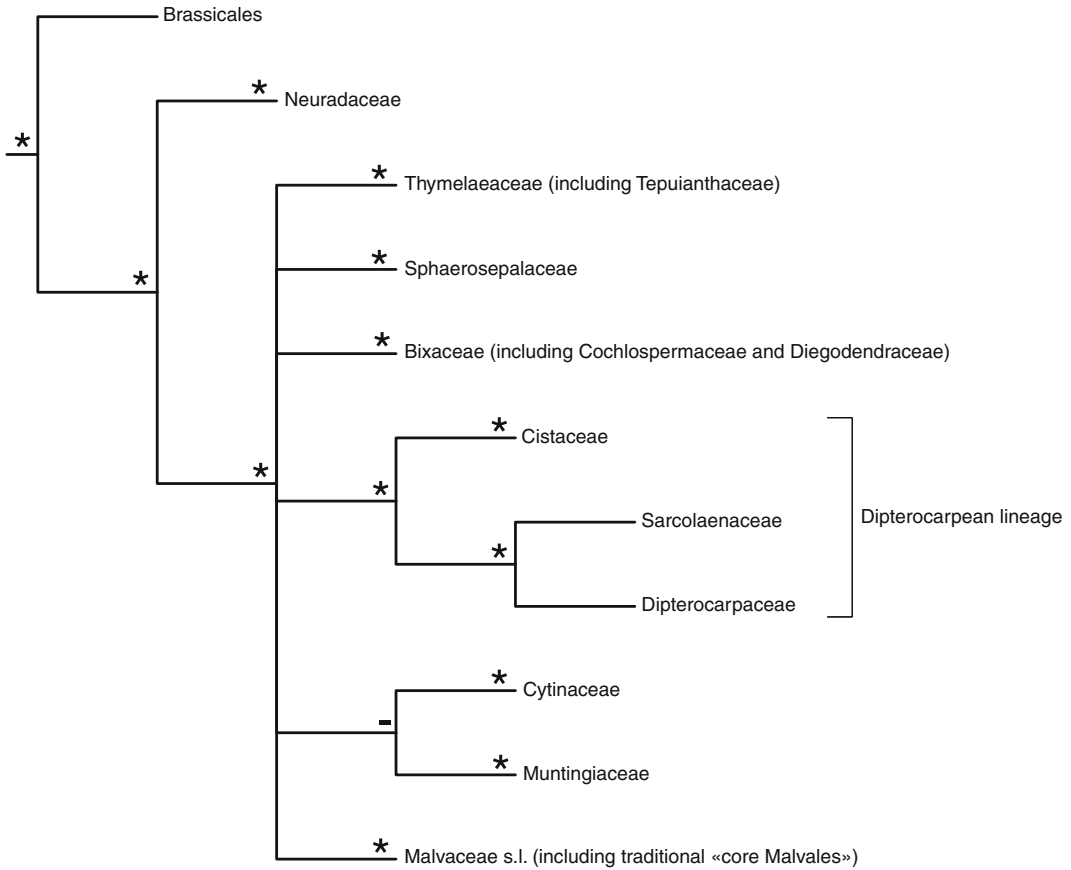 Brassicales
* Neuradaceae
*
* Thymelaeaceae (including Tepuianthaceae)
* Sphaerosepalaceae
*
* Bixaceae (including Cochlospermaceae and Diegodendraceae)
* Cistaceae
*
*
Sarcolaenaceae
Dipterocarpean lineage
*
Dipterocarpaceae
* Cytinaceae
-
* Muntingiaceae
* Malvaceae s.l. (including traditional «core Malvales»)